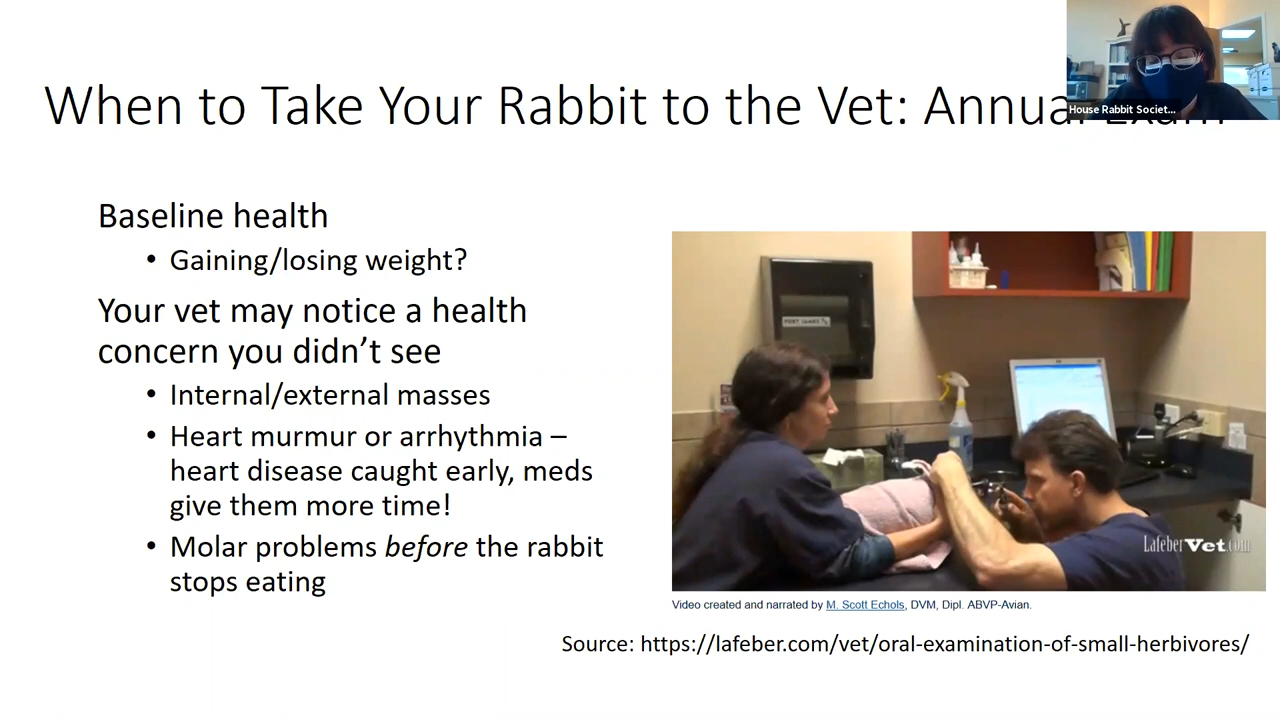 When to Take Your Rabbit to the Vet: Annual Exam
House Rabbit Societ...
Baseline health
• Gaining/losing weight?
Your vet may notice a health
concern you didn’t see
• Internal/external masses
• Heart murmur or arrhythmia –
heart disease caught early, meds
give them more time!
• Molar problems before the rabbit
stops eating
LafeberVet.com
Video created and narrated by M. Scott Echols, DVM, Dipl. ABVP-Avian.
Source: https://lafeber.com/vet/oral-examination-of-small-herbivores/